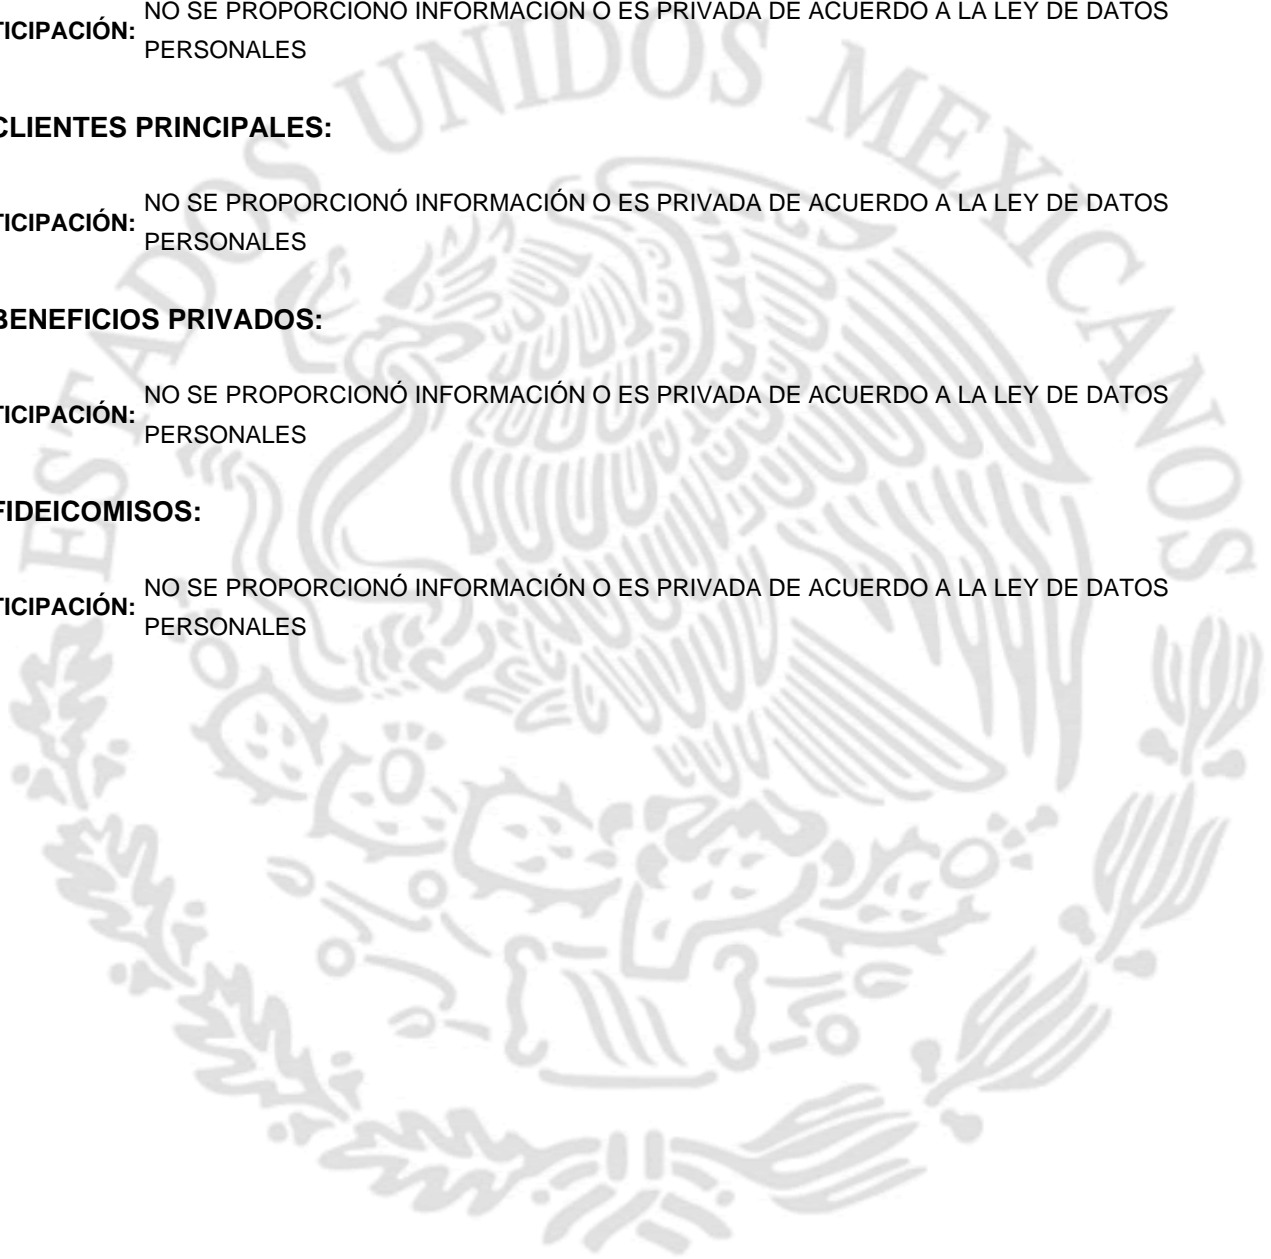 NO SE PROPORCIONÓ INFORMACIÓN O ES PRIVADA DE ACUERDO A LA LEY DE DATOS
TICIPACIÓN:
PERSONALES
CLIENTES PRINCIPALES:
NO SE PROPORCIONÓ INFORMACIÓN O ES PRIVADA DE ACUERDO A LA LEY DE DATOS
TICIPACIÓN:
PERSONALES
BENEFICIOS PRIVADOS:
NO SE PROPORCIONÓ INFORMACIÓN O ES PRIVADA DE ACUERDO A LA LEY DE DATOS
TICIPACIÓN:
PERSONALES
FIDEICOMISOS:
NO SE PROPORCIONÓ INFORMACIÓN O ES PRIVADA DE ACUERDO A LA LEY DE DATOS
TICIPACIÓN:
PERSONALES
ESTADOS UNIDOS MEXICANOS